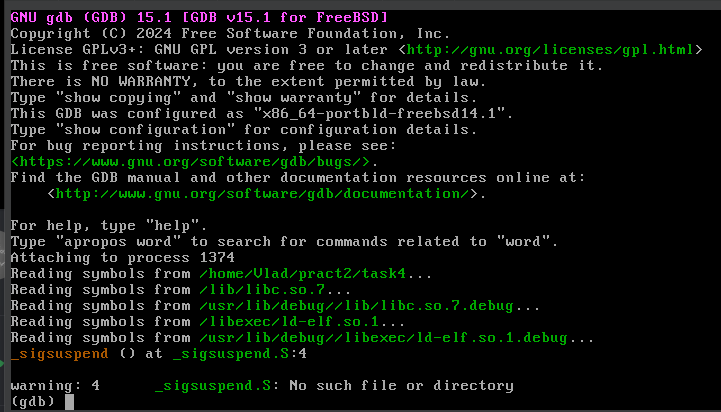 GNU gdb (GDB) 15.1 [GDB v15.1 for FreeBSD]
Copyright (C) 2024 Free Software Foundation, Inc.
License GPLv3+: GNU GPL version 3 or later <http://gnu.org/licenses/gpl.html>
This is free software: you are free to change and redistribute it.
There is NO WARRANTY, to the extent permitted by law.
Type "show copying" and "show warranty" for details.
This GDB was configured as "x86_64-portbld-freebsd14.1".
Type "show configuration" for configuration details.
For bug reporting instructions, please see:
<https://www.gnu.org/software/gdb/bugs/>.
Find the GDB manual and other documentation resources online at:
    <http://www.gnu.org/software/gdb/documentation/>.

For help, type "help".
Type "apropos word" to search for commands related to "word".
Attaching to process 1374
Reading symbols from /home/Vlad/pract2/task4...
Reading symbols from /lib/libc.so.7...
Reading symbols from /usr/lib/debug//lib/libc.so.7.debug...
Reading symbols from /libexec/ld-elf.so.1...
Reading symbols from /usr/lib/debug//libexec/ld-elf.so.1.debug...
_sigsuspend () at _sigsuspend.S:4

warning: 4      _sigsuspend.S: No such file or directory
(gdb)